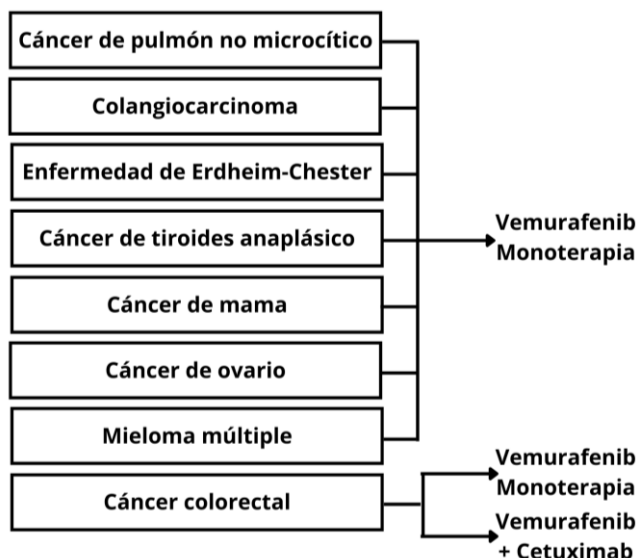 Cáncer de pulmón no microcítico
Colangiocarcinoma
Enfermedad de Erdheim-Chester
Cáncer de tiroides anaplásico
Cáncer de mama
Cáncer de ovario
Mieloma múltiple
Cáncer colorectal
Vemurafenib
Monoterapia
Vemurafenib
Monoterapia
Vemurafenib
+ Cetuximab